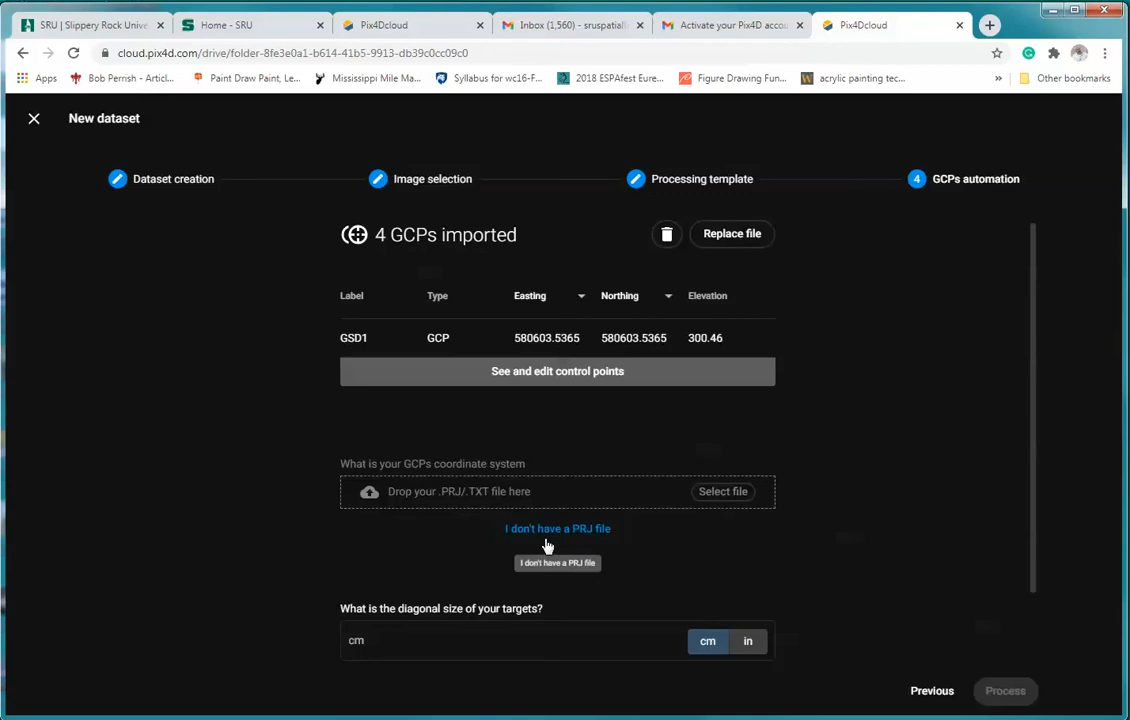 SRU | Slippery Rock Unive
Home - SRU
Pix4Dcloud
Inbox (1,560) - sruspatiall
Activate your Pix4D accou
Pix4Dcloud
cloud.pix4d.com/drive/folder-8fe3e0a1-b614-41b5-9913-db39c0cc09c0
Apps
Bob Perrish - Articl...
Paint Draw Paint, Le...
Mississippi Mile Ma...
Syllabus for wc16-F...
2018 ESPAfest Eure...
Figure Drawing Fun...
acrylic painting tec...
»
Other bookmarks
New dataset
Dataset creation
Image selection
Processing template
4 GCPs automation
4 GCPs imported
Replace file
Label Type Easting Northing Elevation
GSD1 GCP 580603.5365 580603.5365 300.46
See and edit control points
What is your GCPs coordinate system
Drop your .PRJ/.TXT file here
Select file
I don't have a PRJ file
I don't have a PRJ file
What is the diagonal size of your targets?
cm
cm in
Previous
Process